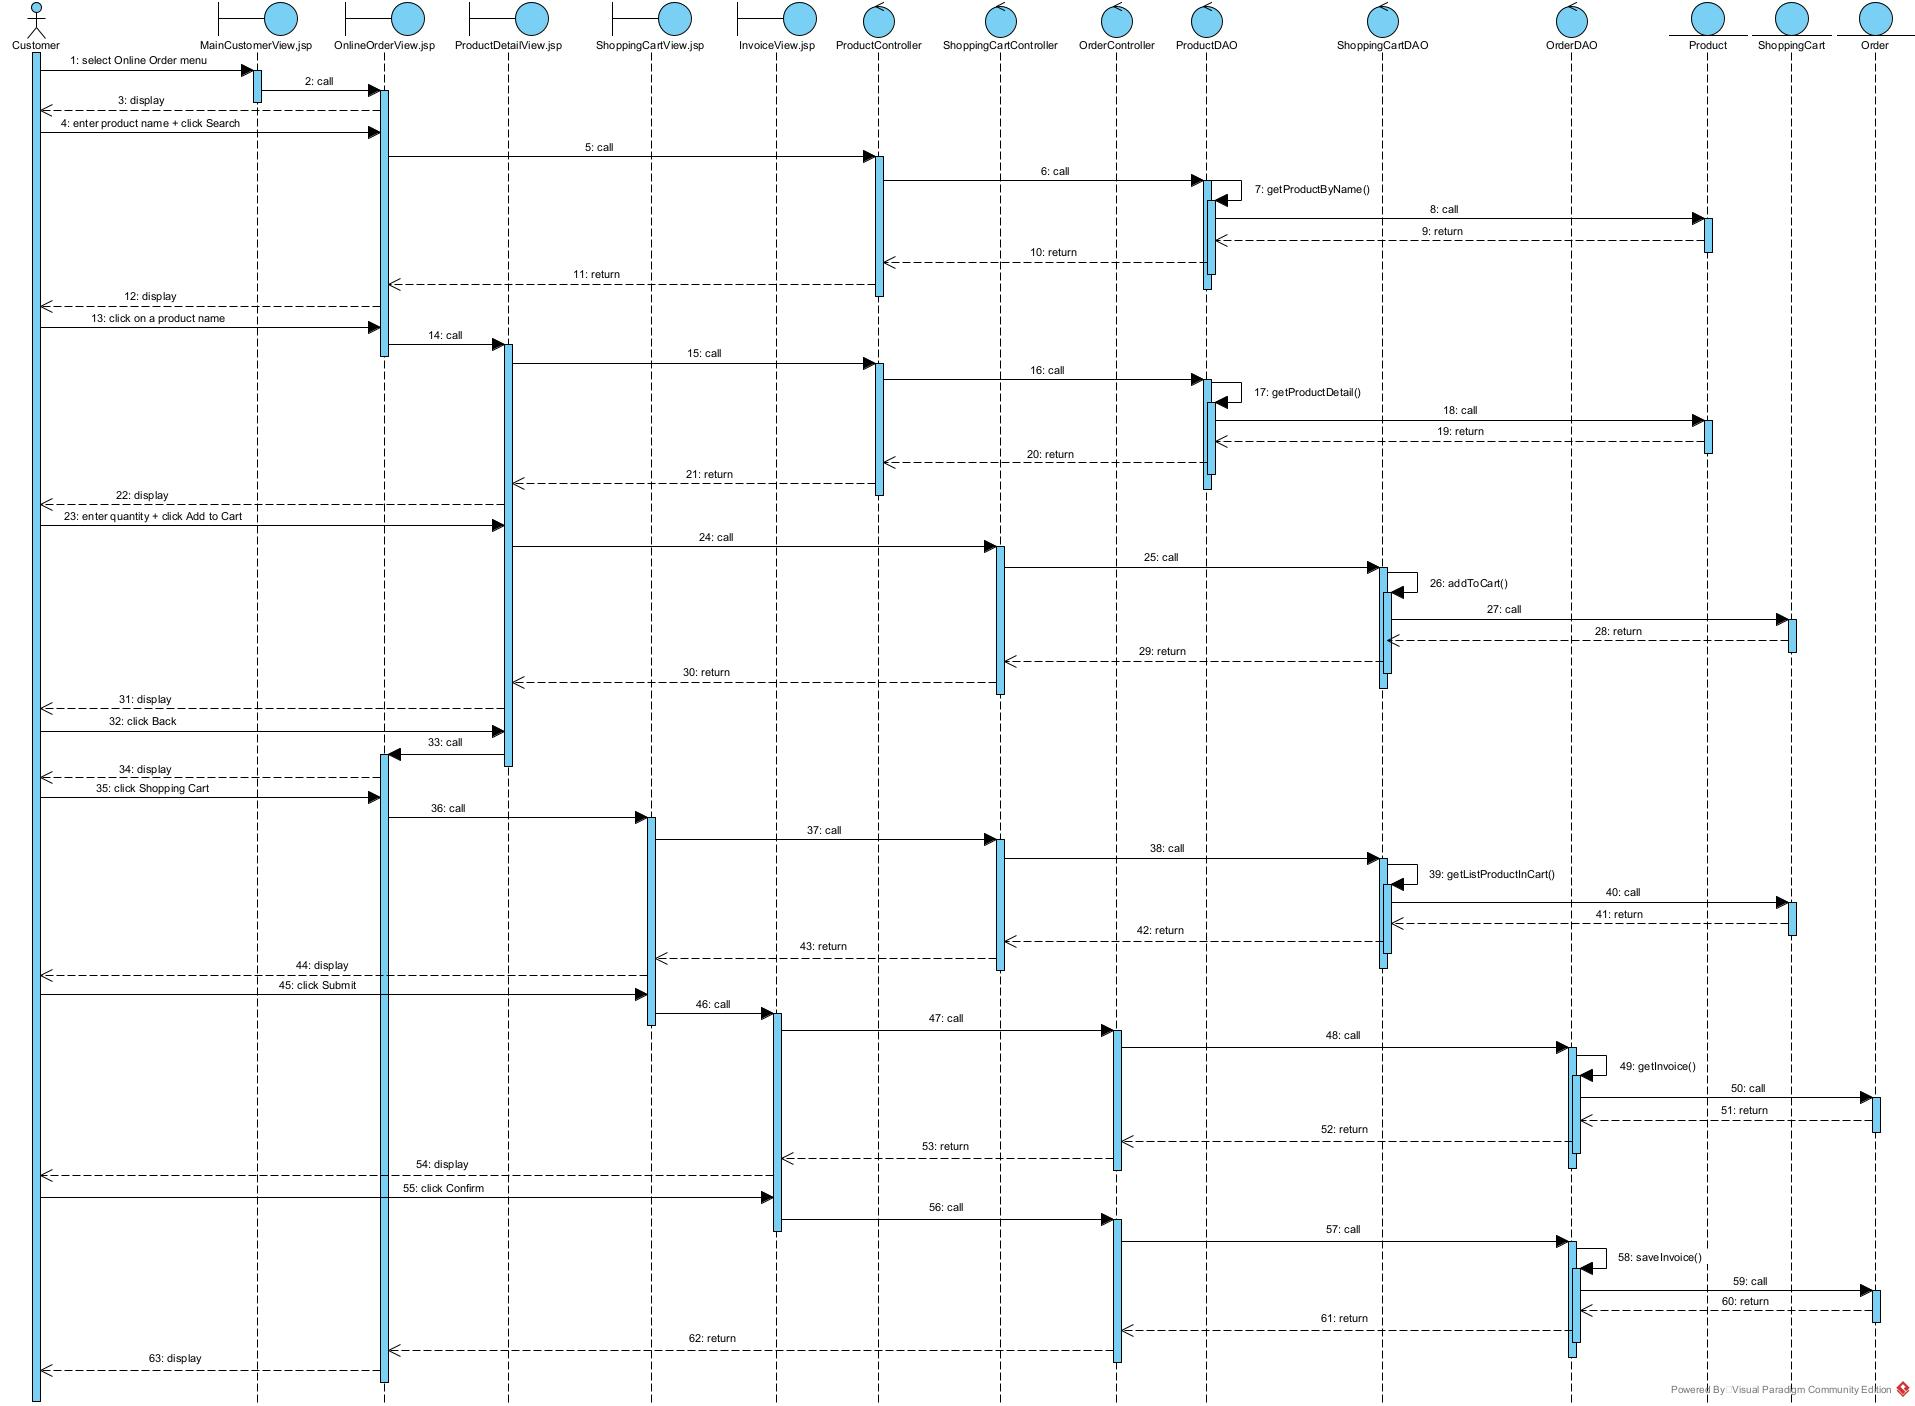 Customer
MainCustomerView,jsp
OnlineOrderView.jsp
ProductDetailView.jsp
ShoppingCartView.jsp
InvoiceView.jsp
ProductController
ShoppingCartController
OrderController
ProductDAO
ShoppingCartDAO
OrderDAO
Product
ShoppingCart
Order
1: select Online Order menu
2: call
3: display
4: enter product name + click Search
5: call
6: call
7: getProductByName()
8: call
9: return
10: return
11: return
12: display
13: click on a product name
14: call
15: call
16: call
17: getProductDetail()
18: call
19: return
20: return
21: return
22: display
23: enter quantity + click Add to Cart
24: call
25: call
26: addToCart()
27: call
28: return
29: return
30: return
31: display
32: click Back
33: call
34: display
35: click Shopping Cart
36: call
37: call
38: call
39: getListProductInCart()
40: call
41: return
42: return
43: return
44: display
45: click Submit
46: call
47: call
48: call
49: getInvoice()
50: call
51: return
52: return
53: return
54: display
55: click Confirm
56: call
57: call
58: saveInvoice()
59: call
60: return
61: return
62: return
63: display
Powered By Visual Paradigm Community Edition